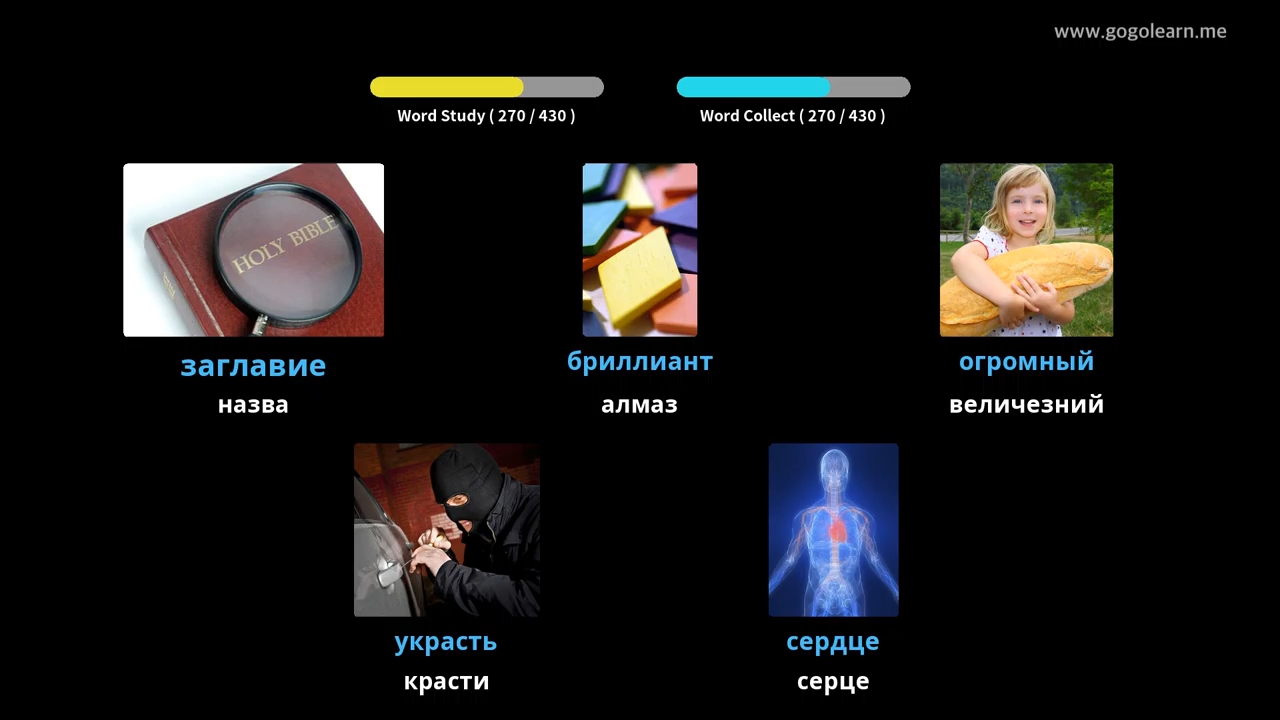 www.gogolearn.me
Word Study ( 270 / 430 )
Word Collect ( 270 / 430 )
HOLY BIBLE
заглавие
назва
бриллиант
алмаз
огромный
величезний
украсть
красти
сердце
серце